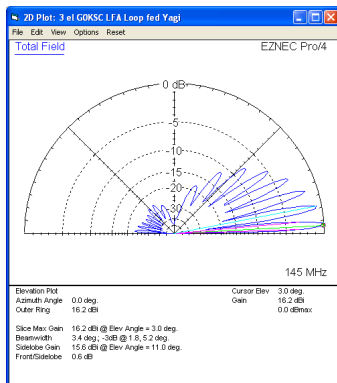 2D Plot: 3 el G0KSC LFA Loop fed Yagi
File Edit View Options Reset
Total Field
EZNEC Pro/4
0 dB
-5
-10
-15
-20
-30
145 MHz
Elevation Plot
Cursor Elev 3.0 deg.
Azimuth Angle 0.0 deg.
Gain 16.2 dBi
Outer Ring 16.2 dBi
0.0 dBmax
Slice Max Gain 16.2 dBi @ Elev Angle = 3.0 deg.
Beamwidth 3.4 deg.; -3dB @ 1.8, 5.2 deg.
Sidelobe Gain 15.6 dBi @ Elev Angle = 11.0 deg.
Front/Sidelobe 0.6 dB